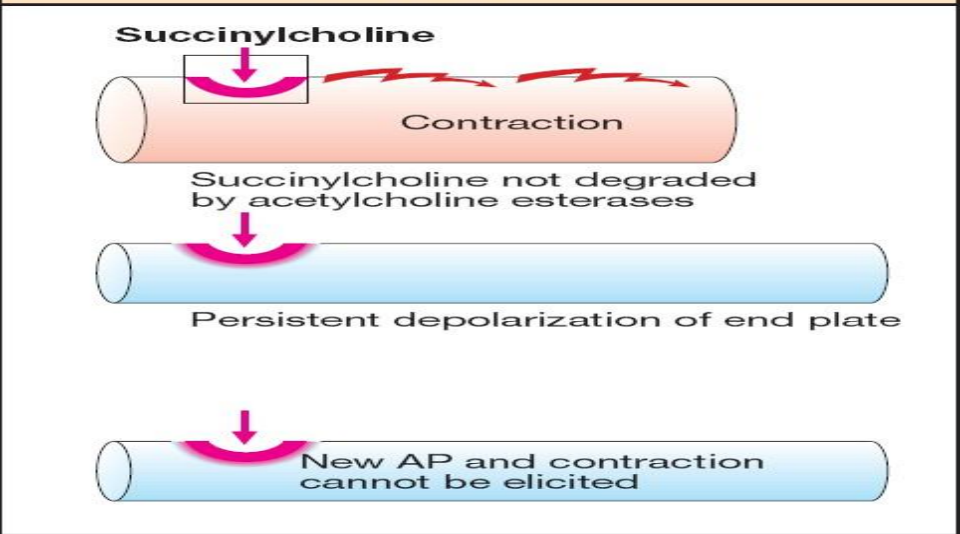 Succinylcholine
Contraction
Succinylcholine not degraded
by acetylcholine esterases
Persistent depolarization of end plate
New AP and contraction
cannot be elicited